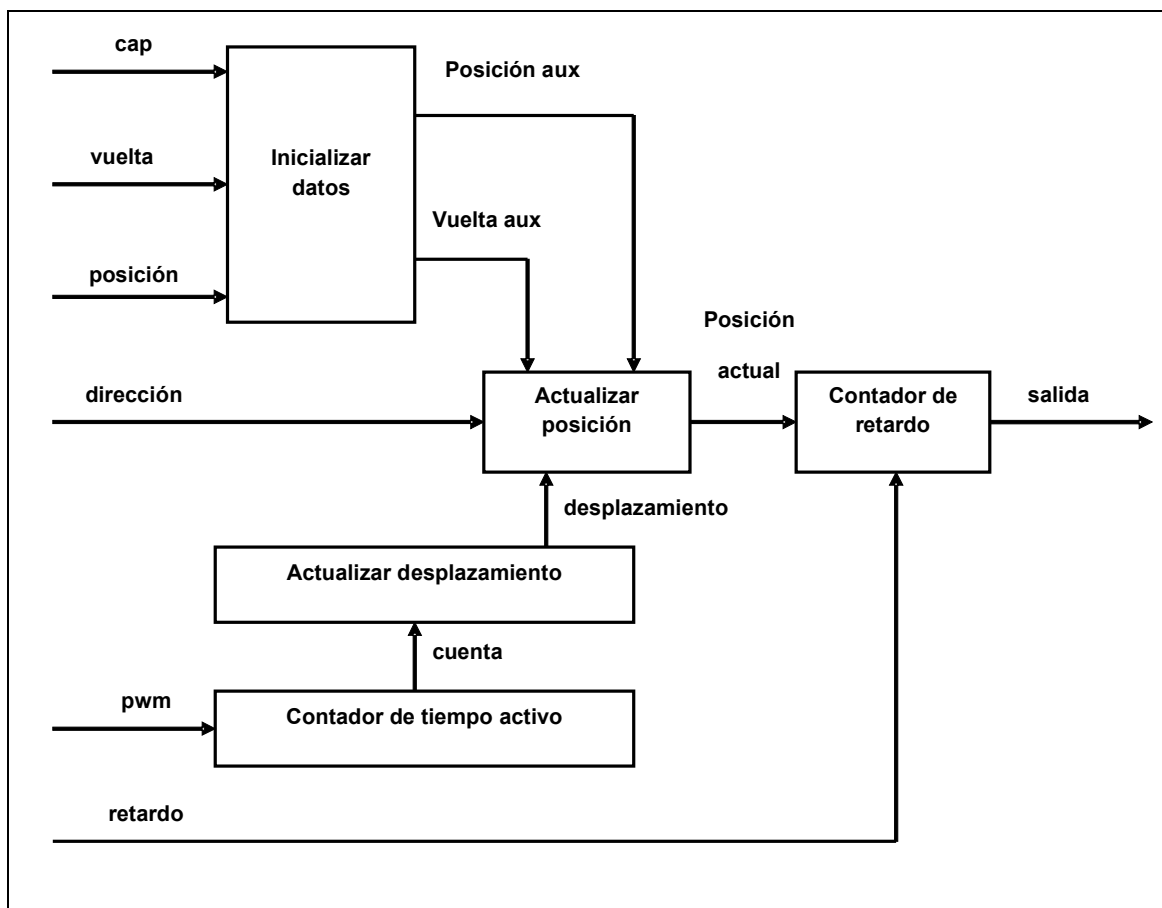 cap
Posición aux
vuelta
Inicializar
datos
Vuelta aux
posición
Posición
actual
dirección
Actualizar
posición
Contador de
retardo
salida
desplazamiento
Actualizar desplazamiento
cuenta
pwm
Contador de tiempo activo
retardo